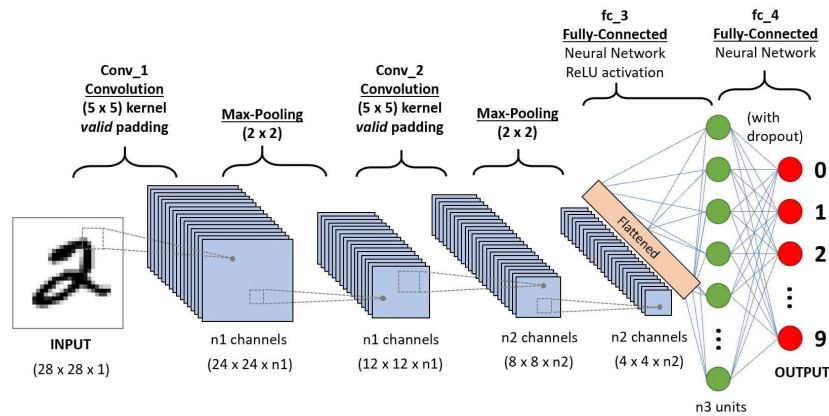 Conv_1
Convolution
(5 x 5) kernel
valid padding
Max-Pooling
(2 x 2)
Conv_2
Convolution
(5 x 5) kernel
valid padding
Max-Pooling
(2 x 2)
fc_3
Fully-Connected
Neural Network
ReLU activation
fc_4
Fully-Connected
Neural Network
(with
dropout)
Flattened
0
1
2
9
INPUT
(28 x 28 x 1)
n1 channels
(24 x 24 x n1)
n1 channels
(12 x 12 x n1)
n2 channels
(8 x 8 x n2)
n2 channels
(4 x 4 x n2)
n3 units
OUTPUT